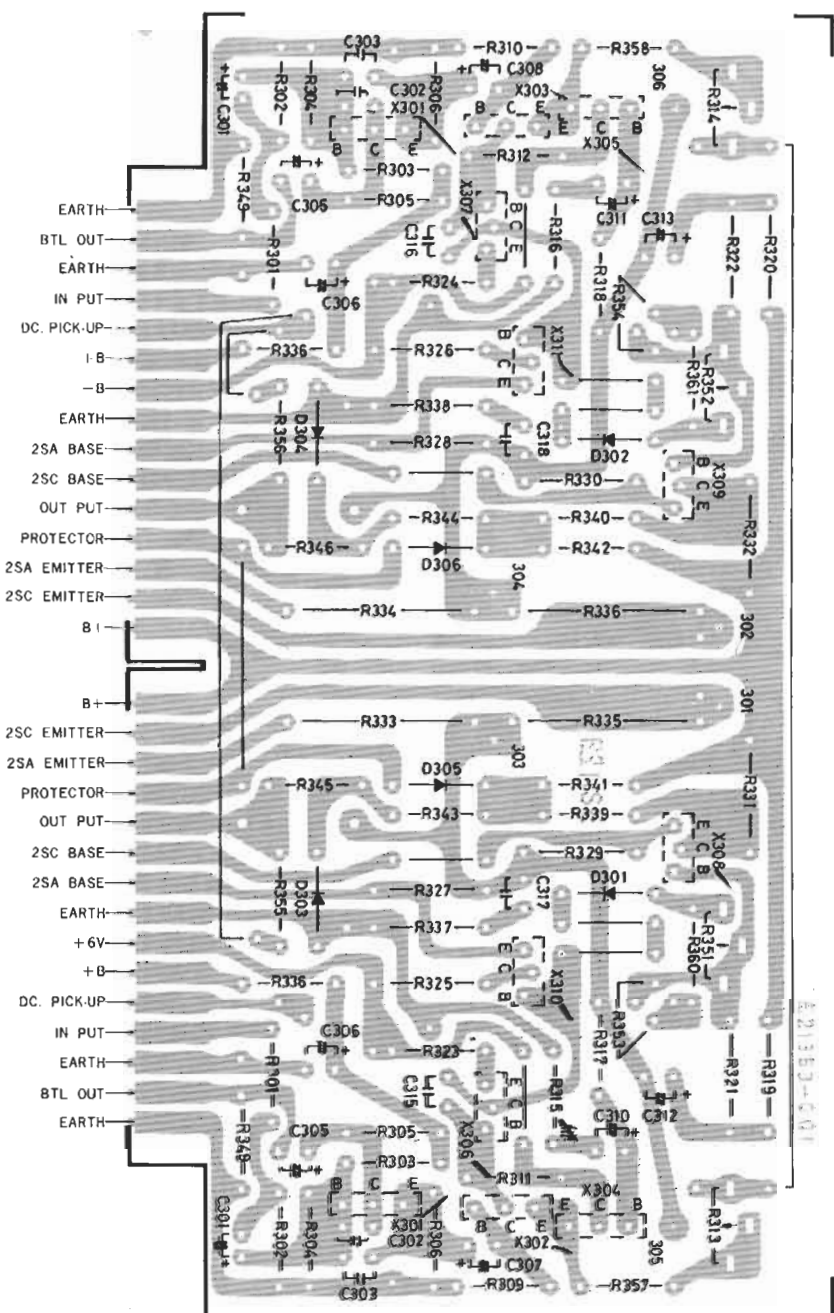 C303
R310
R358
C308
C301
R302
R304
C302
X301
R306
X303
306
R314
B C E
B C E
E C B
R312
X305
R303
C305
R305
R349
X307
B C E
C316
R316
C311
C313
R322
R320
EARTH
BTL OUT
EARTH
IN PUT
DC. PICK-UP
-B
EARTH
2SA BASE
2SC BASE
OUT PUT
PROTECTOR
2SA EMITTER
2SC EMITTER
R301
C306
R324
R318
R354
R336
R326
B C E
X311
R352
R361
R338
R356
D304
R328
C318
D302
X309
B C E
R330
R344
R340
R346
D306
R342
R332
304
R334
R336
302
B+
2SC EMITTER
2SA EMITTER
PROTECTOR
OUT PUT
2SC BASE
2SA BASE
EARTH
+6V
+B
DC. PICK-UP
IN PUT
EARTH
BTL OUT
EARTH
301
R333
R335
303
D305
R345
R341
R343
R339
R331
R329
E C B
X308
R355
D303
R327
C317
D301
R337
R351
R360
R336
R325
E C B
X310
R353
C306
R323
R317
R301
C315
E C B
R315
C310
C312
R321
R319
A21353-601
C305
R305
R303
X306
R311
B C E
B C E
E C B
X304
C301
R302
R304
X301
C302
R306
X302
305
R313
C307
C303
R309
R357